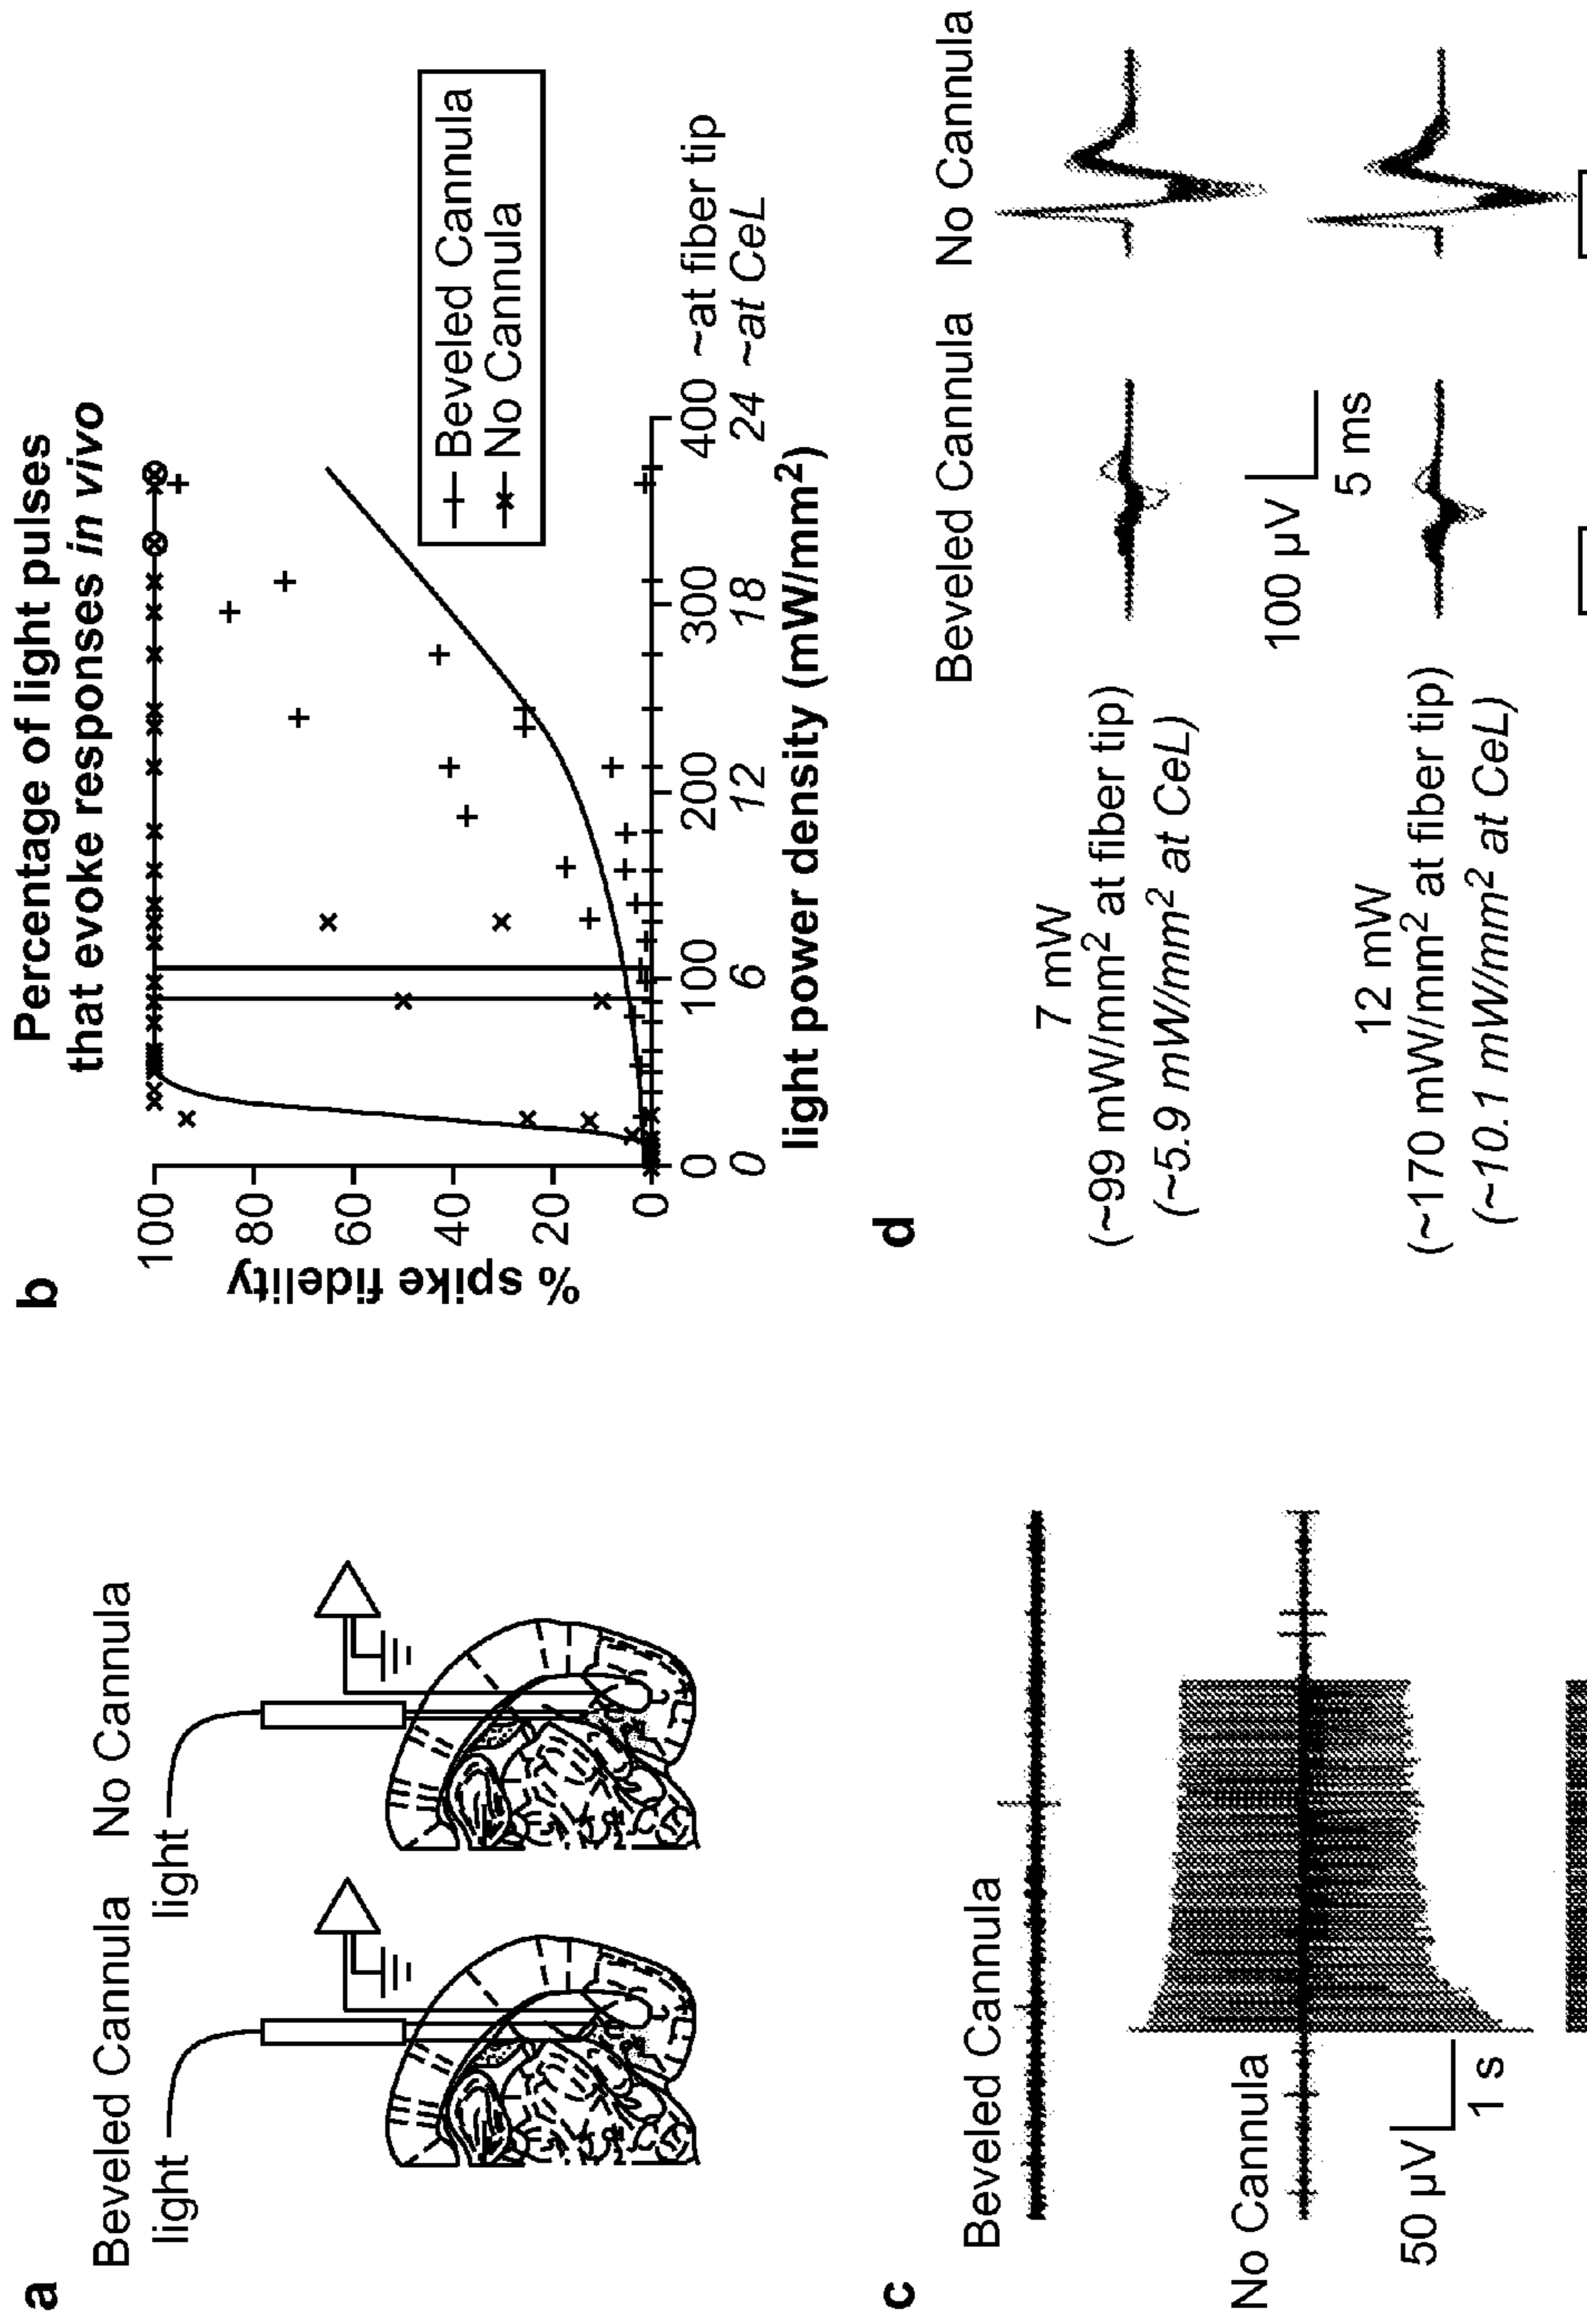 a
Beveled Cannula
No Cannula
light
light
b
Percentage of light pulses
that evoke responses in vivo
% spike fidelity
100
80
60
40
20
0
0 100 200 300 400 ~at fiber tip
0 6 12 18 24 ~at CeL
light power density (mW/mm²)
Beveled Cannula
No Cannula
c
Beveled Cannula
No Cannula
50 µV
1 s
d
Beveled Cannula
No Cannula
7 mW
(~99 mW/mm² at fiber tip)
(~5.9 mW/mm² at CeL)
100 µV
5 ms
12 mW
(~170 mW/mm² at fiber tip)
(~10.1 mW/mm² at CeL)